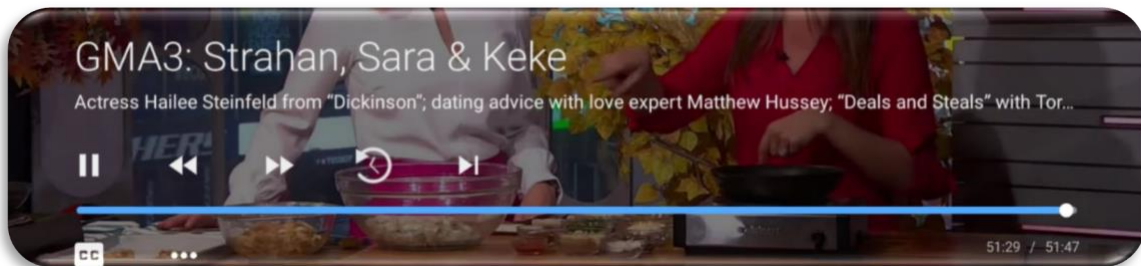 GMA3: Strahan, Sara & Keke
Actress Hailee Steinfeld from “Dickinson”; dating advice with love expert Matthew Hussey; “Deals and Steals” with Tor...
HER
CC
51:29 / 51:47